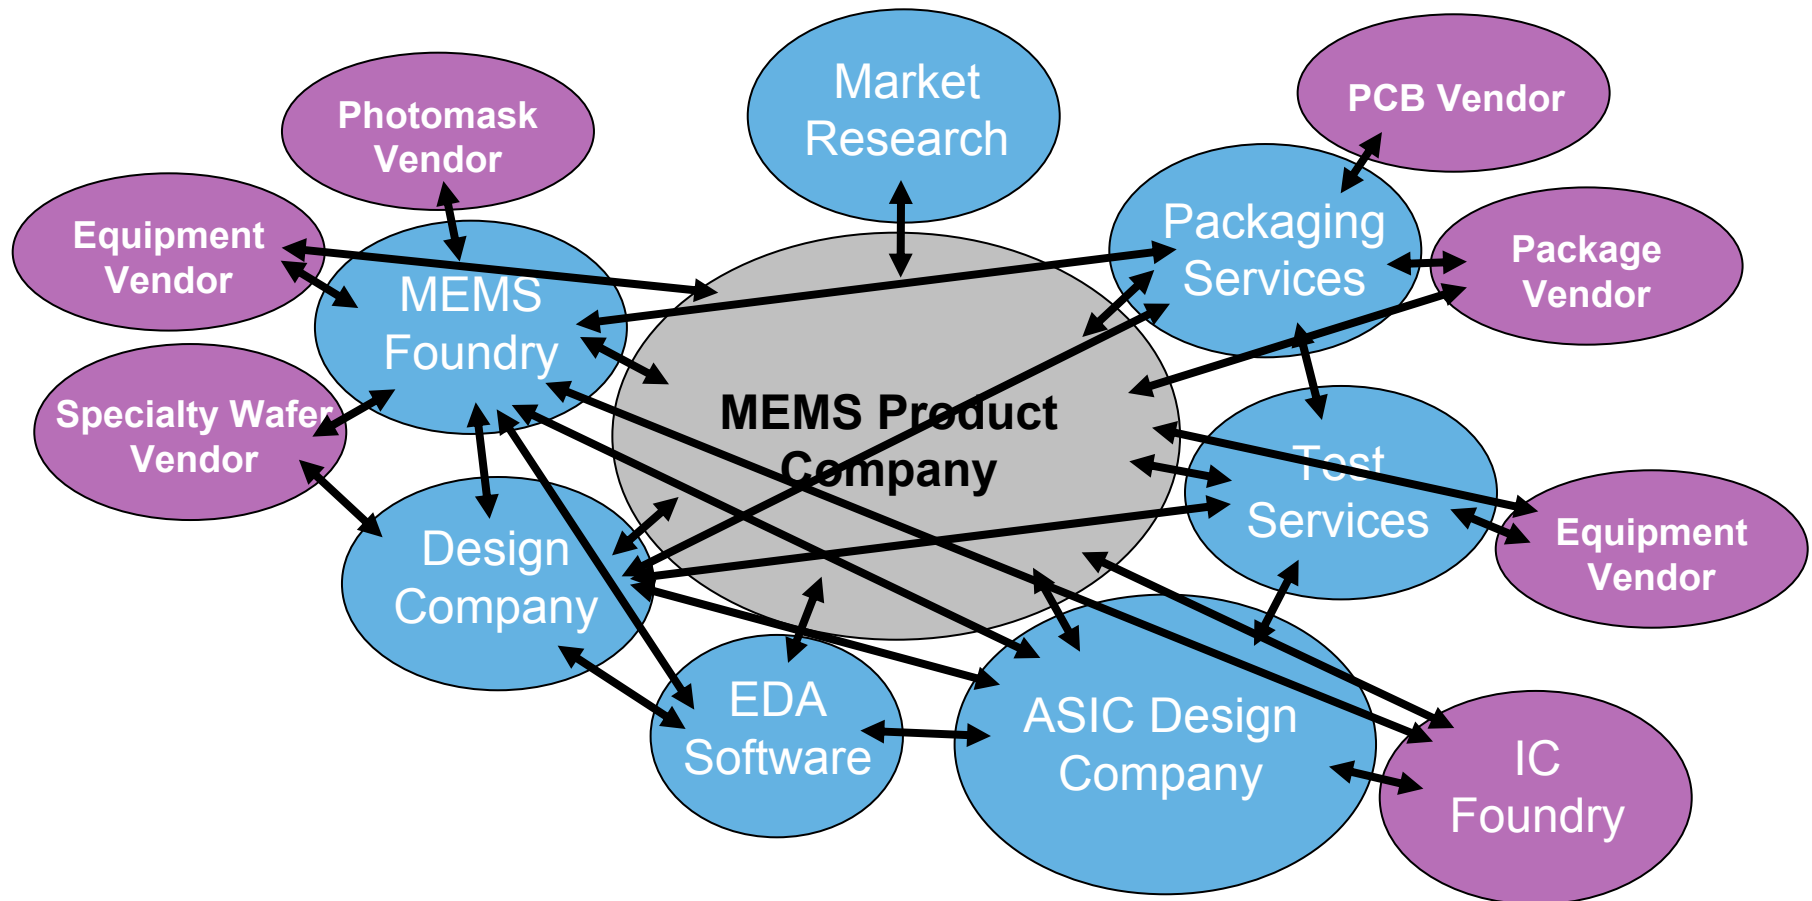 Market
Research
PCB Vendor
Photomask
Vendor
Packaging
Services
Equipment
Vendor
Package
Vendor
MEMS
Foundry
MEMS Product
Company
Specialty Wafer
Vendor
Test
Services
Design
Company
Equipment
Vendor
EDA
Software
ASIC Design
Company
IC
Foundry